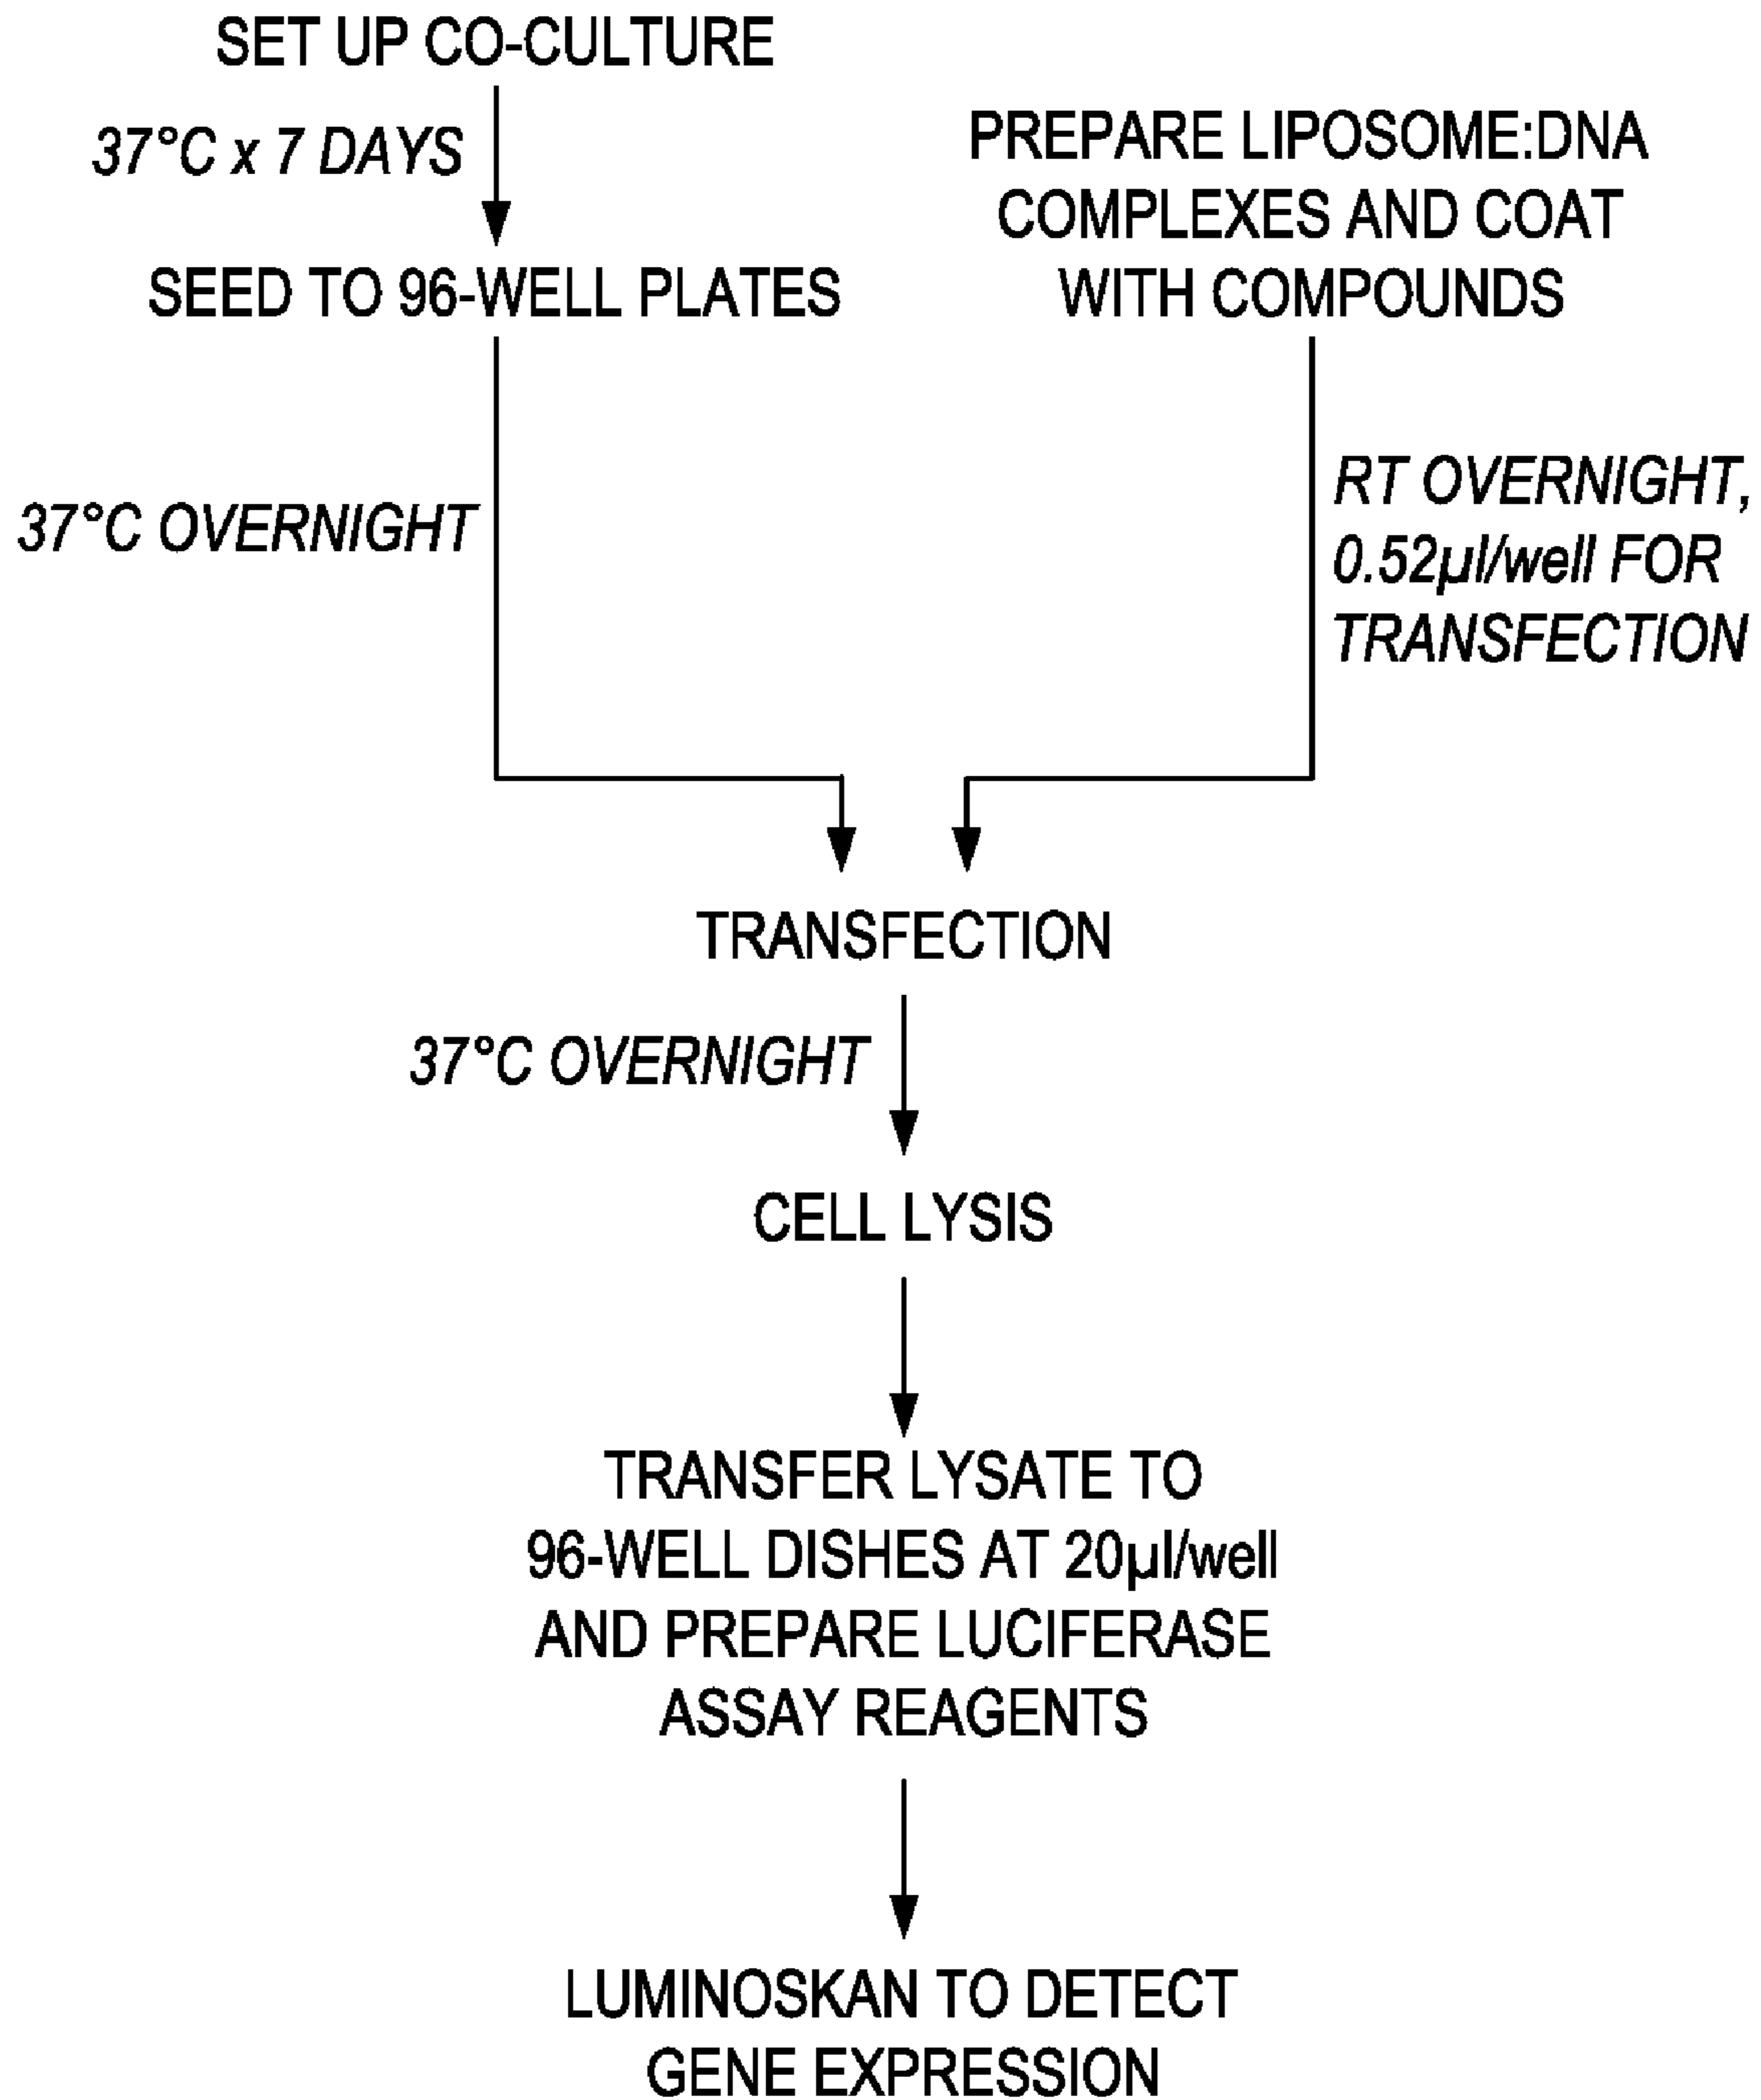 SET UP CO-CULTURE
37°C x 7 DAYS
SEED TO 96-WELL PLATES
37°C OVERNIGHT
PREPARE LIPOSOME:DNA
COMPLEXES AND COAT
WITH COMPOUNDS
RT OVERNIGHT,
0.52µl/well FOR
TRANSFECTION
TRANSFECTION
37°C OVERNIGHT
CELL LYSIS
TRANSFER LYSATE TO
96-WELL DISHES AT 20µl/well
AND PREPARE LUCIFERASE
ASSAY REAGENTS
LUMINOSKAN TO DETECT
GENE EXPRESSION